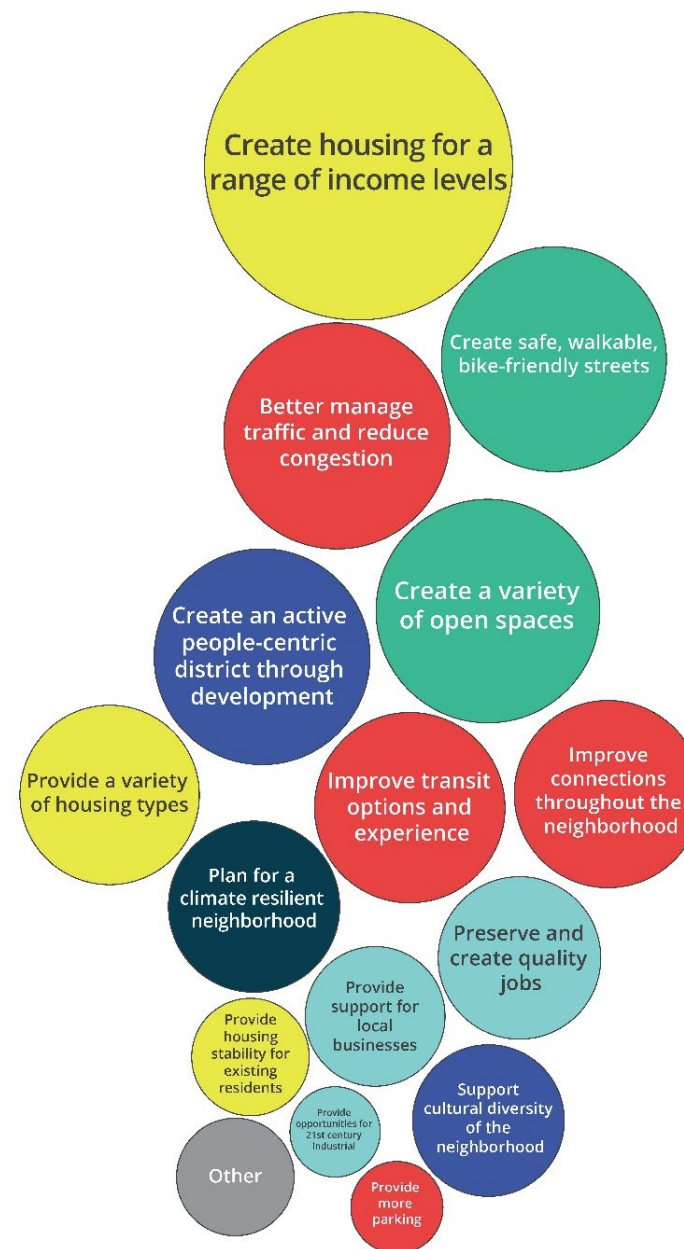 Create housing for a
range of income levels
Create safe, walkable,
bike-friendly streets
Better manage
traffic and reduce
congestion
Create a variety
of open spaces
Create an active
people-centric
district through
development
Provide a variety
of housing types
Improve transit
options and
experience
Improve
connections
throughout the
neighborhood
Plan for a
climate resilient
neighborhood
Preserve and
create quality
jobs
Provide
support for
local
businesses
Provide
housing
stability for
existing
residents
Support
cultural diversity
of the
neighborhood
Provide
opportunities for
21st century
Industrial
Other
Provide
more
parking